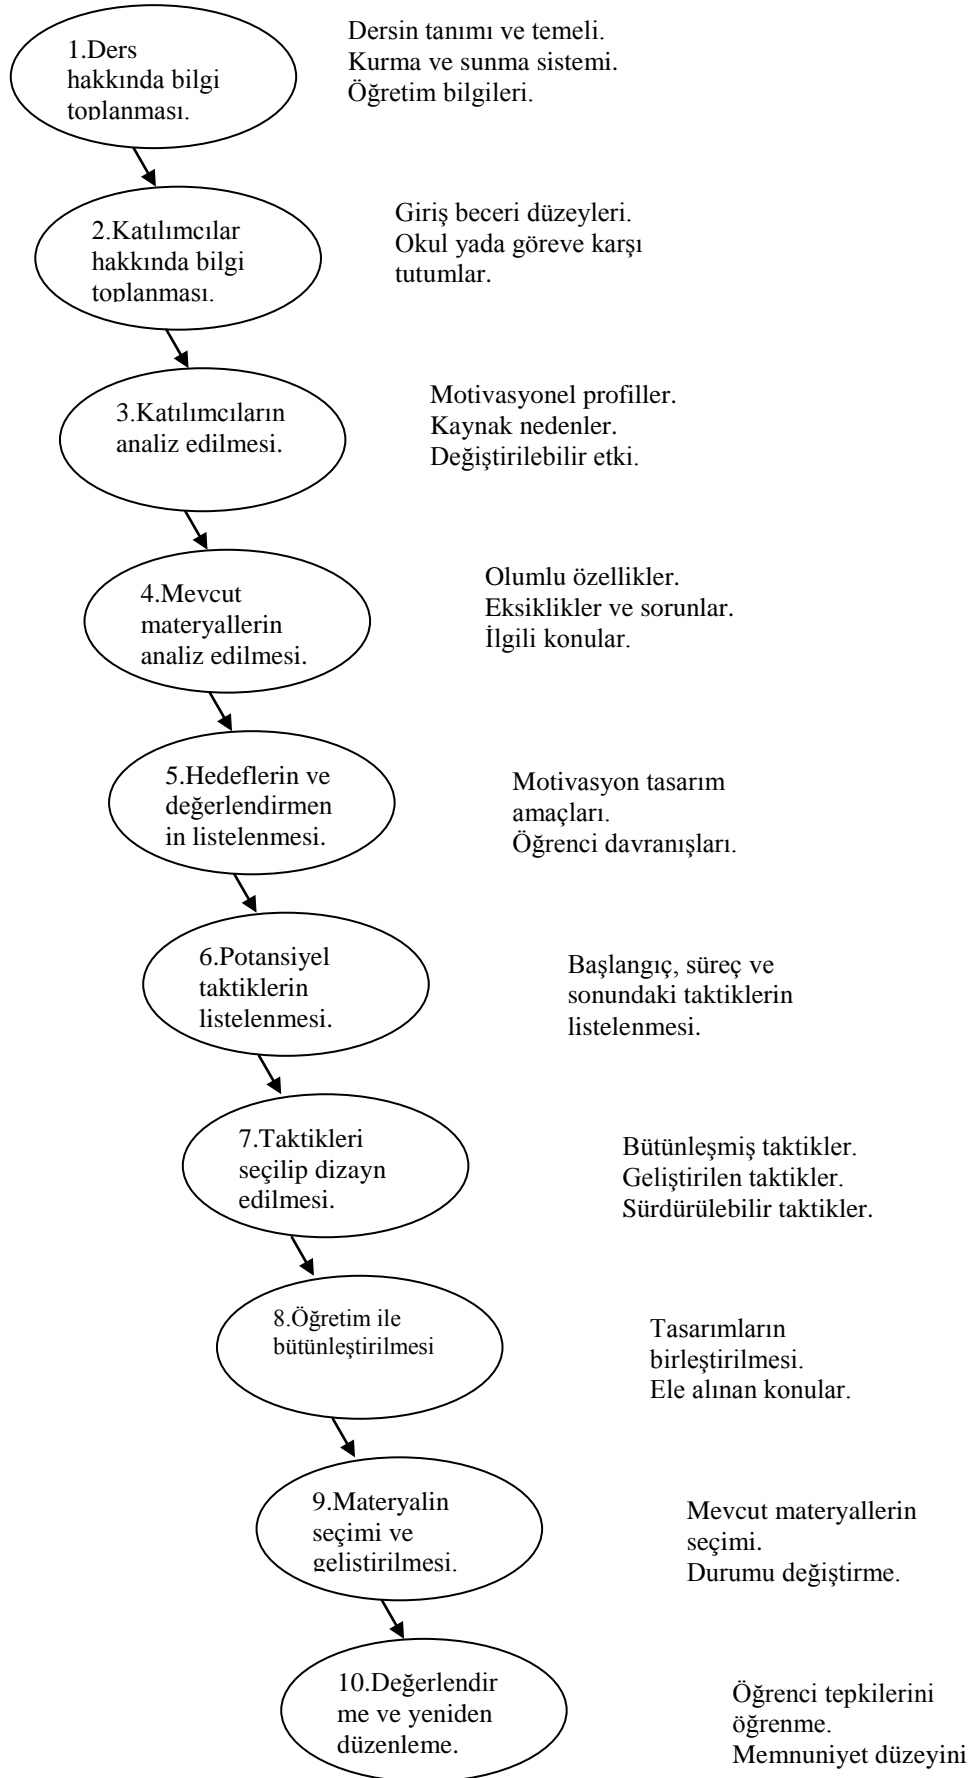 1.Ders
hakkında bilgi
toplanması.
Dersin tanımı ve temeli.
Kurma ve sunma sistemi.
Öğretim bilgileri.
2.Katılımcılar
hakkında bilgi
toplanması.
Giriş beceri düzeyleri.
Okul yada göreve karşı
tutumlar.
3.Katılımcıların
analiz edilmesi.
Motivasyonel profiller.
Kaynak nedenler.
Değiştirilebilir etki.
4.Mevcut
materyallerin
analiz edilmesi.
Olumlu özellikler.
Eksiklikler ve sorunlar.
İlgili konular.
5.Hedeflerin ve
değerlendirmen
in listelenmesi.
Motivasyon tasarım
amaçları.
Öğrenci davranışları.
6.Potansiyel
taktiklerin
listelenmesi.
Başlangıç, süreç ve
sonundaki taktiklerin
listelenmesi.
7.Taktikleri
seçilip dizayn
edilmesi.
Bütünleşmiş taktikler.
Geliştirilen taktikler.
Sürdürülebilir taktikler.
8.Öğretim ile
bütünleştirilmesi
Tasarımların
birleştirilmesi.
Ele alınan konular.
9.Materyalin
seçimi ve
geliştirilmesi.
Mevcut materyallerin
seçimi.
Durumu değiştirme.
10.Değerlendir
me ve yeniden
düzenleme.
Öğrenci tepkilerini
öğrenme.
Memnuniyet düzeyini